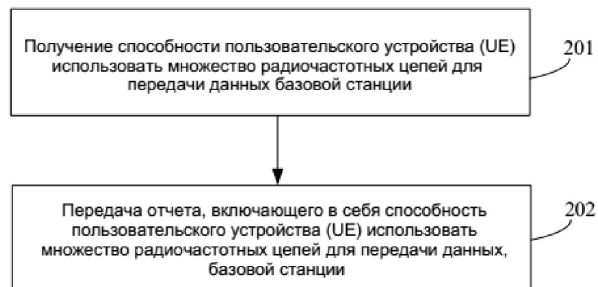 Получение способности пользовательского устройства (UE)
использовать множество радиочастотных цепей для
передачи данных базовой станции
201
Передача отчета, включающего в себя способность
пользовательского устройства (UE) использовать
множество радиочастотных цепей для передачи данных,
базовой станции
202